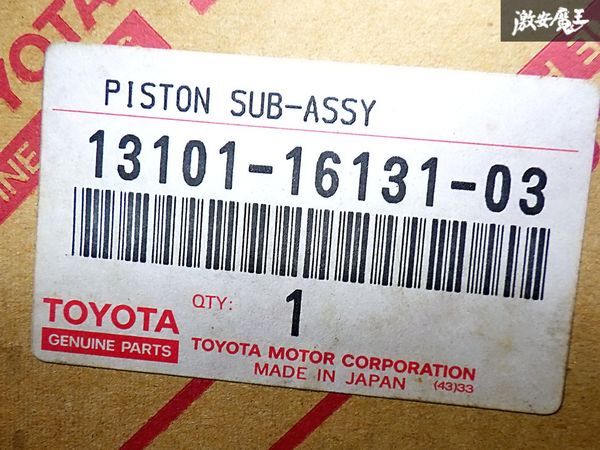 激安魔王
TOYOTA
INE
PISTON SUB-ASSY
13101-16131-03
TOYOTA
GENUINE PARTS
QTY: 1
TOYOTA MOTOR CORPORATION
MADE IN JAPAN (43)33